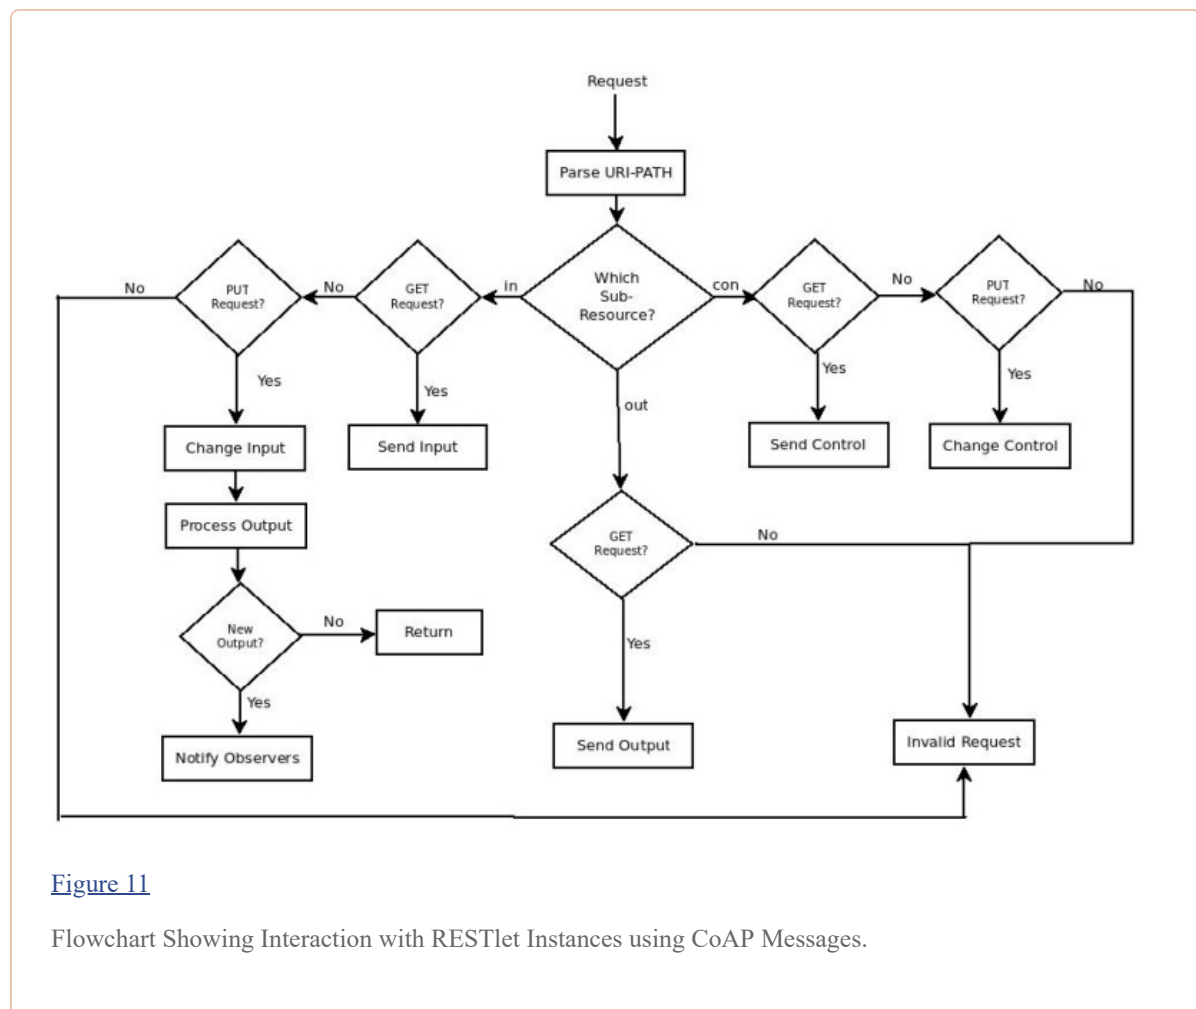 Request
Parse URI-PATH
Which
Sub-
Resource?
in
con
out
GET
Request?
No
PUT
Request?
No
Yes
Yes
Change Input
Send Input
Process Output
New
Output?
No
Return
Yes
Notify Observers
GET
Request?
No
PUT
Request?
No
Yes
Yes
Send Control
Change Control
GET
Request?
No
Yes
Send Output
Invalid Request
Figure 11
Flowchart Showing Interaction with RESTlet Instances using CoAP Messages.